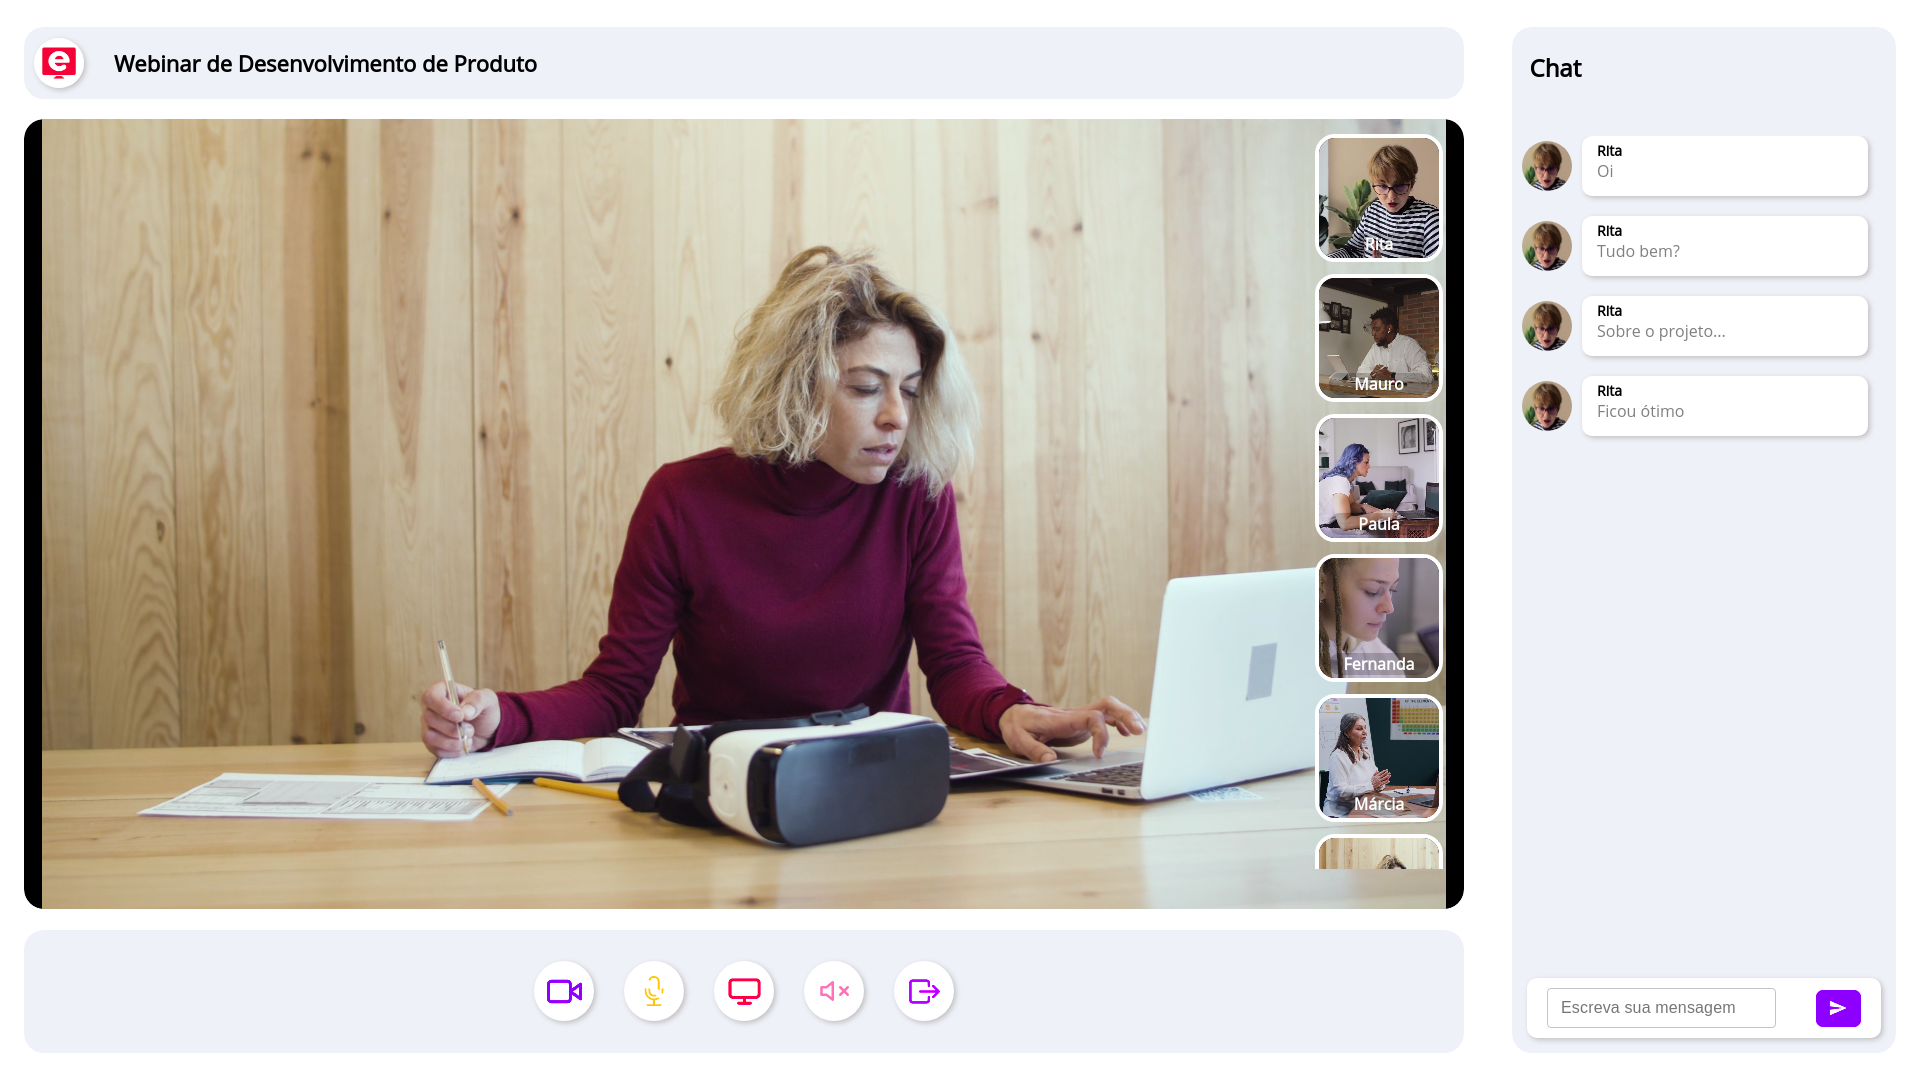 e
Webinar de Desenvolvimento de Produto
Rita
Mauro
Paula
Fernanda
Márcia
Chat
Rita
Oi
Rita
Tudo bem?
Rita
Sobre o projeto...
Rita
Ficou ótimo
Escreva sua mensagem